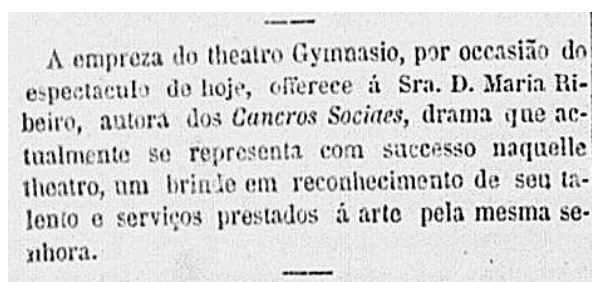 A empreza do theatro Gymnasio, por occasião do
espectaculo de hoje, offerece á Sra. D. Maria Ri-
beiro, autora dos Cancros Sociaes, drama que ac-
tualmente se representa com successo naquelle
theatro, um brinde em reconhecimento de seu ta-
lento e serviços prestados á arte pela mesma se-
nhora.